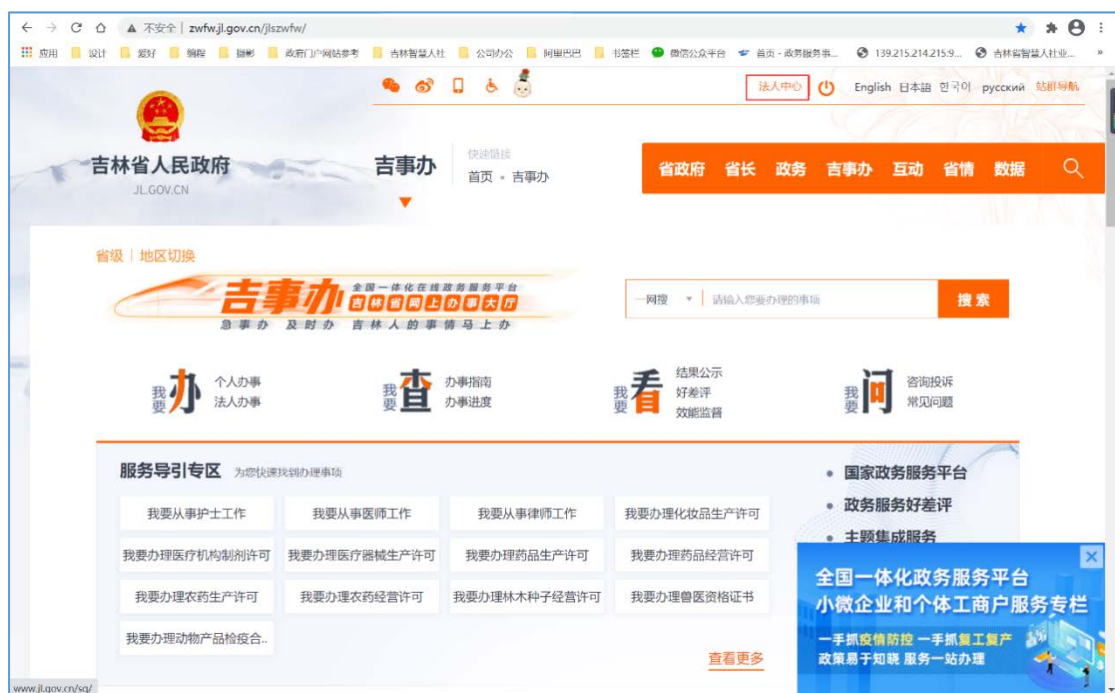 不安全 | zwfw.jl.gov.cn/jlszwfw/
应用 设计 爱好 编程 摄影 政府门户网站参考 吉林智慧人社 公司办公 阿里巴巴 书签栏 微信公众平台 首页 - 政务服务事... 139.215.214.215:9... 吉林省智慧人社业... »
法人中心 English 日本語 한국어 русский 站群导航
吉林省人民政府
JL.GOV.CN
吉事办
快速链接
首页 吉事办
省政府 省长 政务 吉事办 互动 省情 数据
省级 | 地区切换
吉事办
全国一体化在线政务服务平台
吉林省网上办事大厅
急事办 及时办 吉林人的事情马上办
一网搜 请输入您要办理的事项 搜索
我要办 个人办事 法人办事
我要查 办事指南 办事进度
我要看 结果公示 好差评 效能监督
我要问 咨询投诉 常见问题
服务导引专区 为您快速找到办理事项
我要从事护士工作 我要从事医师工作 我要从事律师工作 我要办理化妆品生产许可
我要办理医疗机构制剂许可 我要办理医疗器械生产许可 我要办理药品生产许可 我要办理药品经营许可
我要办理农药生产许可 我要办理农药经营许可 我要办理林木种子经营许可 我要办理兽医资格证书
我要办理动物产品检疫合..
查看更多
国家政务服务平台
政务服务好差评
主题集成服务
全国一体化政务服务平台
小微企业和个体工商户服务专栏
一手抓疫情防控 一手抓复工复产
政策易于知晓 服务一站办理
www.jl.gov.cn/sq/